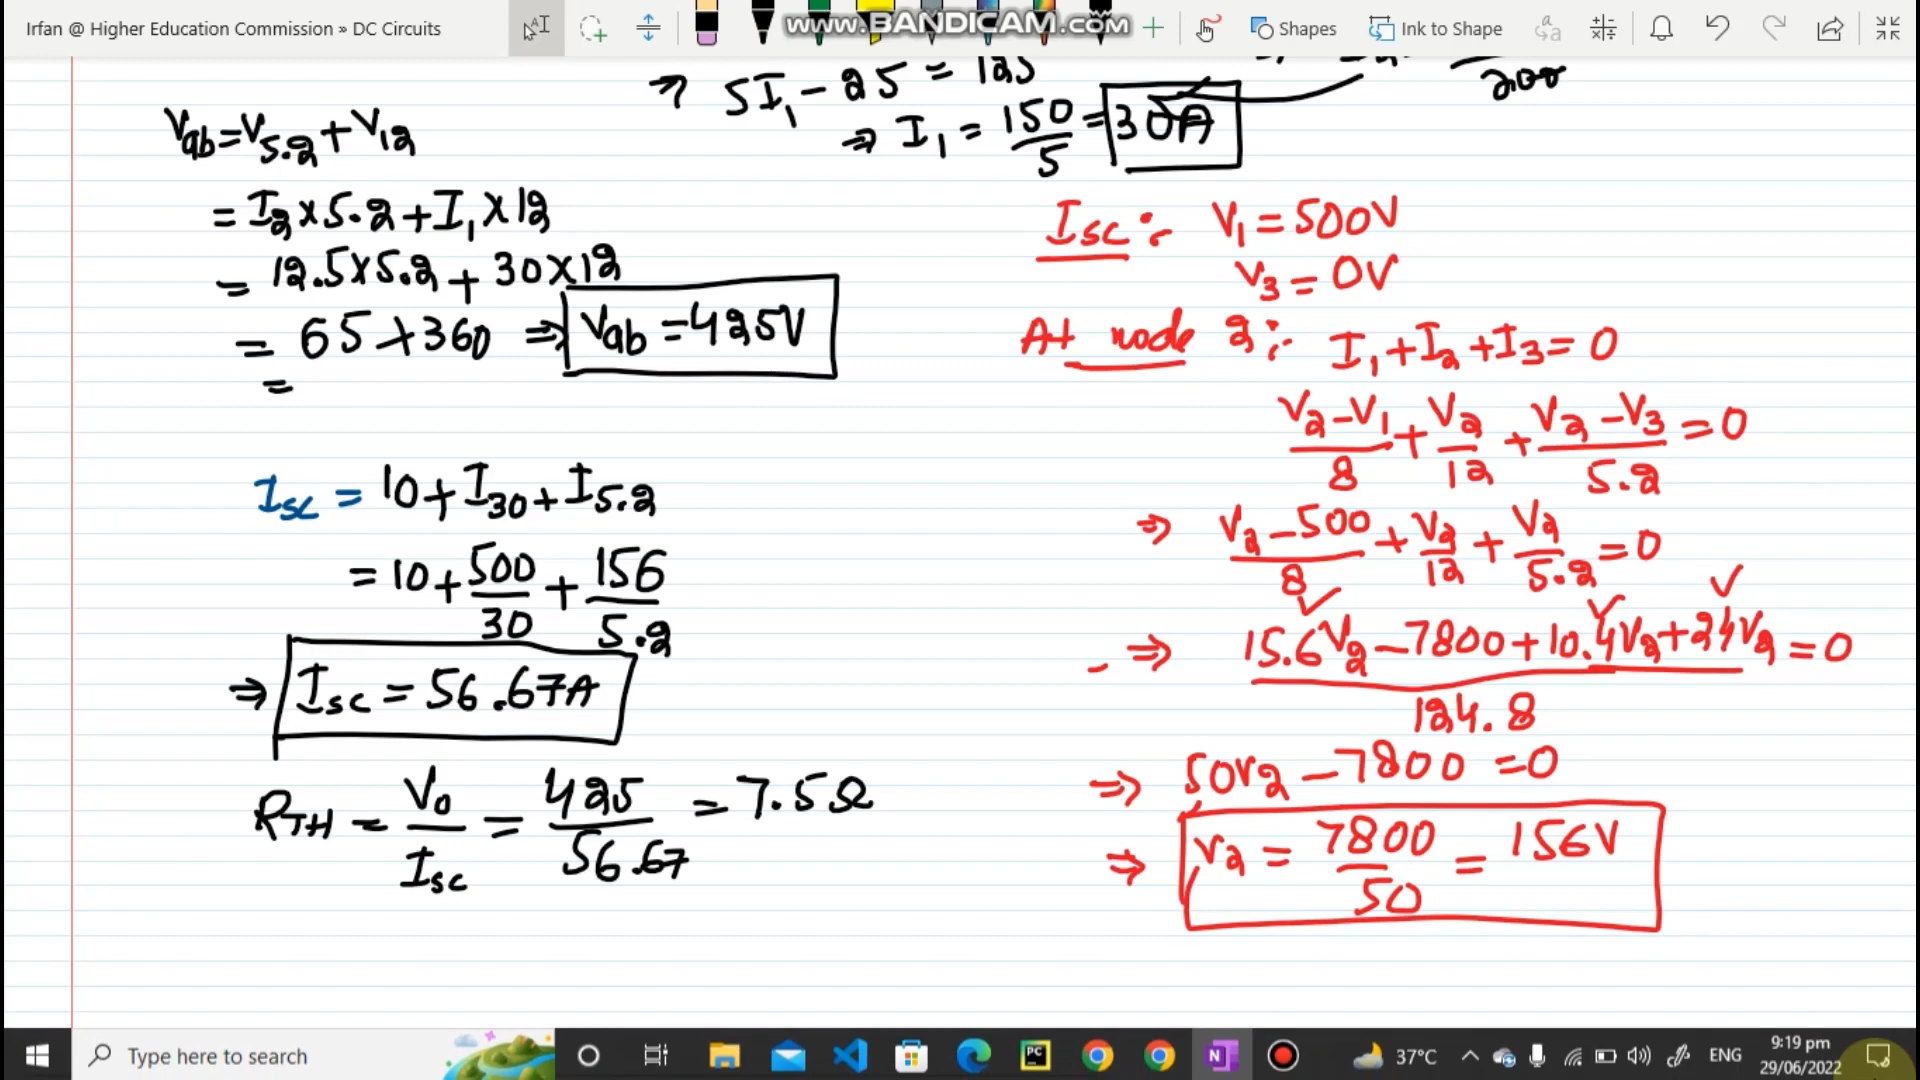 Irfan @ Higher Education Commission » DC Circuits
www.BANDICAM.com
Shapes
Ink to Shape
⇒ 5I₁ - 25 = 125
200
⇒ I₁ = 150/5 = 30A
Vab = V5.2 + V12
= I₂ × 5.2 + I₁ × 12
= 12.5 × 5.2 + 30 × 12
= 65 + 360 ⇒ Vab = 425V
=
Isc = 10 + I30 + I5.2
= 10 + 500/30 + 156/5.2
⇒ Isc = 56.67A
RTH = Vo/Isc = 425/56.67 = 7.5Ω
Isc :- V₁ = 500V
V₃ = 0V
At node 2 :- I₁ + I₂ + I₃ = 0
(V₂ - V₁)/8 + V₂/12 + (V₂ - V₃)/5.2 = 0
⇒ (V₂ - 500)/8 + V₂/12 + V₂/5.2 = 0
⇒ (15.6V₂ - 7800 + 10.4V₂ + 24V₂)/124.8 = 0
⇒ 50V₂ - 7800 = 0
⇒ V₂ = 7800/50 = 156V
Type here to search
37°C
ENG
9:19 pm
29/06/2022